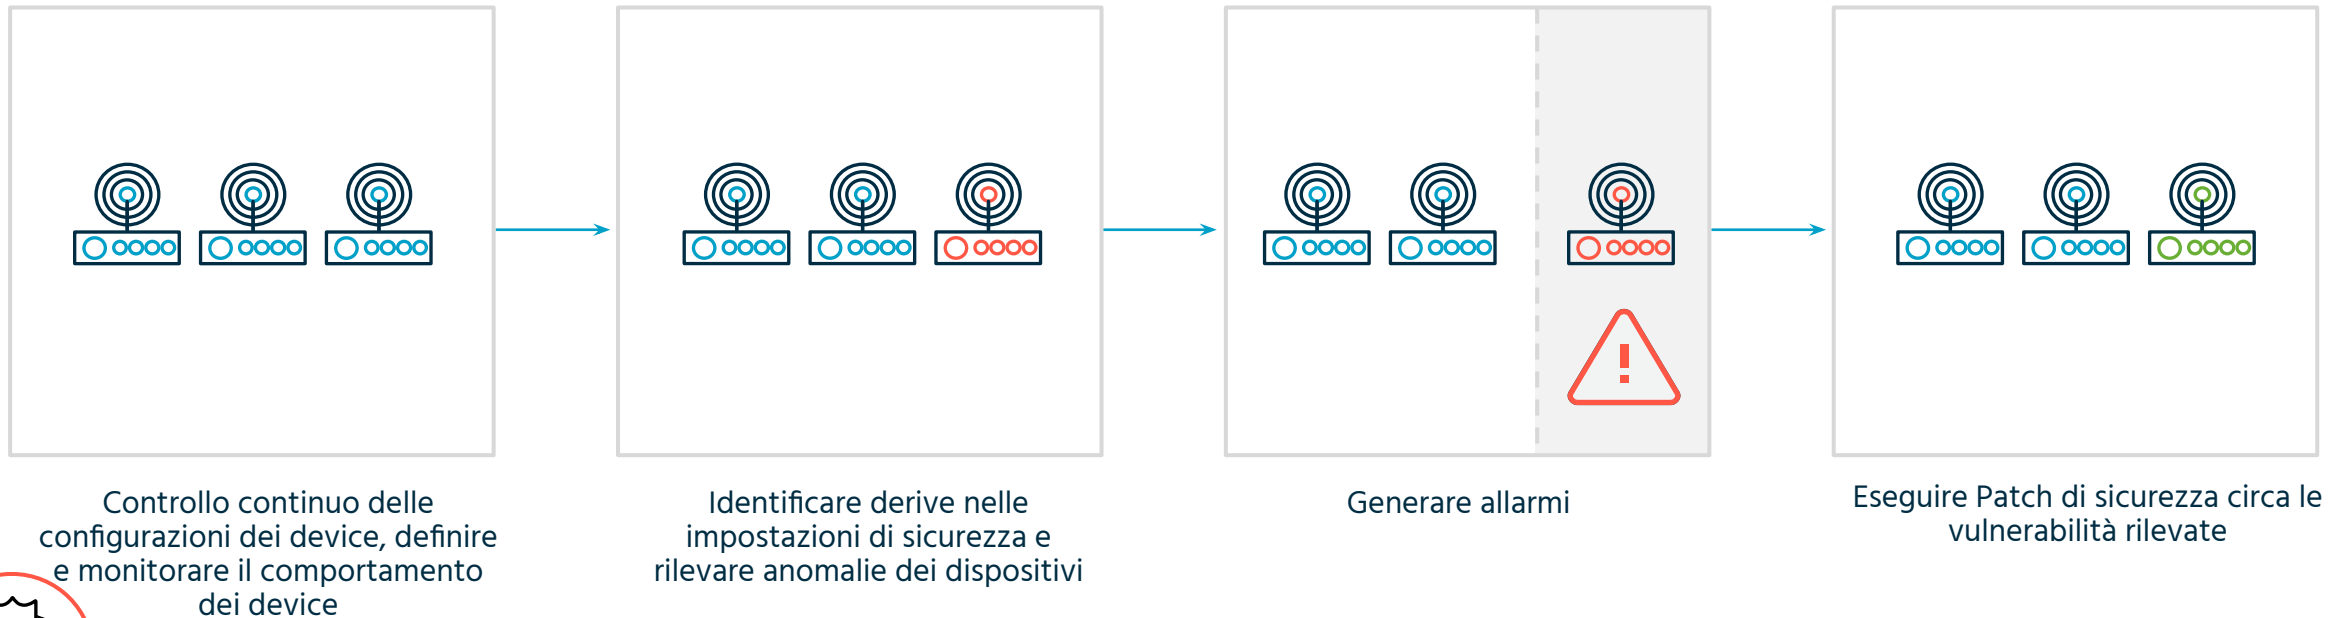 Controllo continuo delle
configurazioni dei device, definire
e monitorare il comportamento
dei device
Identificare derive nelle
impostazioni di sicurezza e
rilevare anomalie dei dispositivi
Generare allarmi
Eseguire Patch di sicurezza circa le
vulnerabilità rilevate